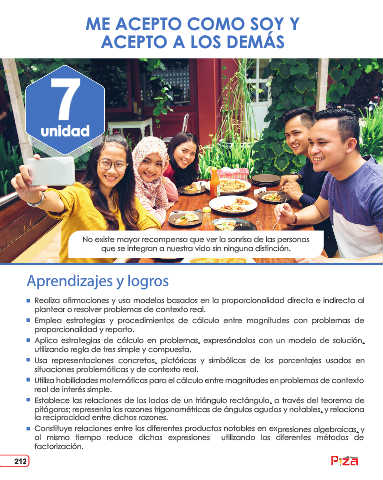 ME ACEPTO COMO SOY Y
ACEPTO A LOS DEMÁS
7
unidad
No existe mayor recompensa que ver la sonrisa de las personas
que se integran a nuestra vida sin ninguna distinción.
Aprendizajes y logros
Realiza afirmaciones y usa modelos basados en la proporcionalidad directa e indirecta al
plantear o resolver problemas de contexto real.
Emplea estrategias y procedimientos de cálculo entre magnitudes con problemas de
proporcionalidad y reparto.
Aplica estrategias de cálculo en problemas, expresándolos con un modelo de solución,
utilizando regla de tres simple y compuesta.
Usa representaciones concretas, pictóricas y simbólicas de los porcentajes usados en
situaciones problemáticas y de contexto real.
Utiliza habilidades matemáticas para el cálculo entre magnitudes en problemas de contexto
real de interés simple.
Establece las relaciones de los lados de un triángulo rectángulo, a través del teorema de
pitágoras; representa las razones trigonométricas de ángulos agudos y notables, y relaciona
la reciprocidad entre dichas razones.
Constituye relaciones entre los diferentes productos notables en expresiones algebraicas, y
al mismo tiempo reduce dichas expresiones utilizando los diferentes métodos de
factorización.
212